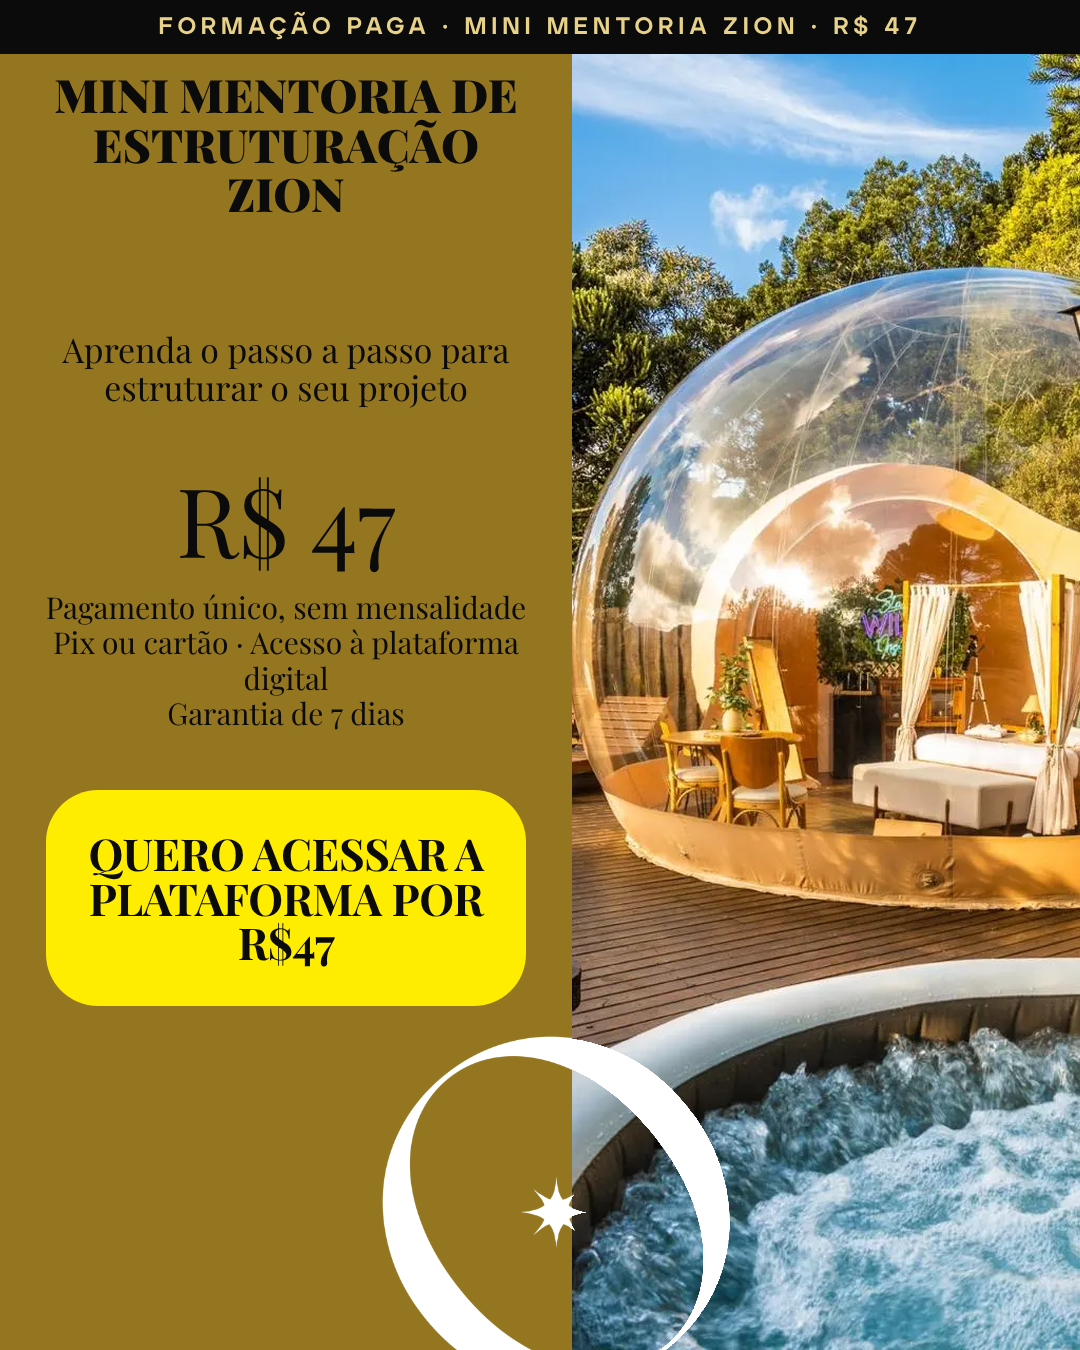 FORMAÇÃO PAGA · MINI MENTORIA ZION · R$ 47
MINI MENTORIA DE
ESTRUTURAÇÃO
ZION
Aprenda o passo a passo para
estruturar o seu projeto
R$ 47
Pagamento único, sem mensalidade
Pix ou cartão · Acesso à plataforma
digital
Garantia de 7 dias
QUERO ACESSAR A
PLATAFORMA POR
R$47